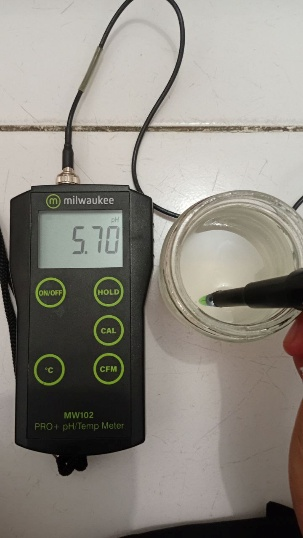 m milwaukee
pH
5.70
ON/OFF HOLD
CAL
°C CFM
MW102
PRO+ pH/Temp Meter